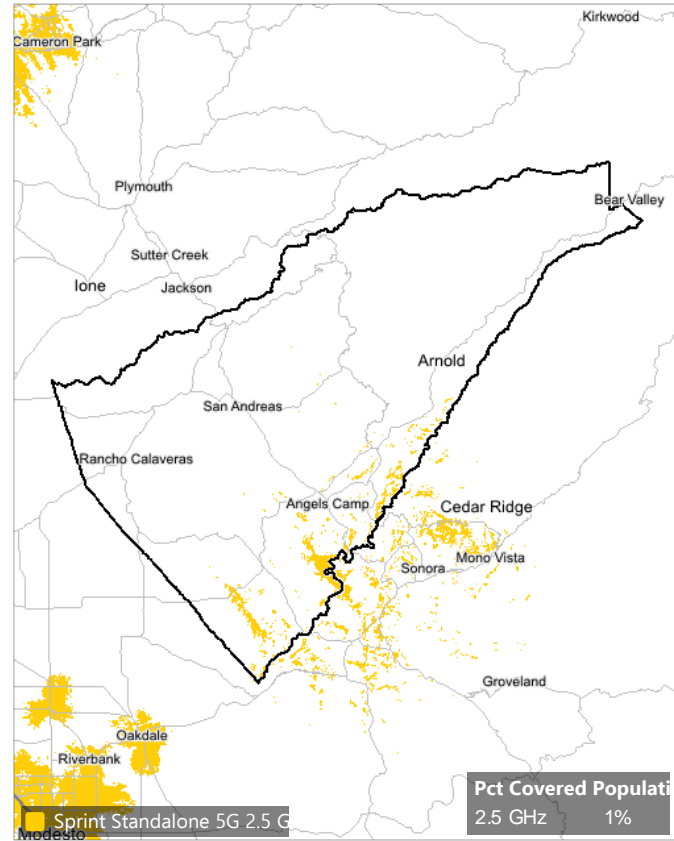 Kirkwood
Cameron Park
Plymouth
Bear Valley
Sutter Creek
Ione
Jackson
Arnold
San Andreas
Rancho Calaveras
Angels Camp
Cedar Ridge
Mono Vista
Sonora
Groveland
Oakdale
Riverbank
Pct Covered Populati
2.5 GHz 1%
Sprint Standalone 5G 2.5 G
Modesto